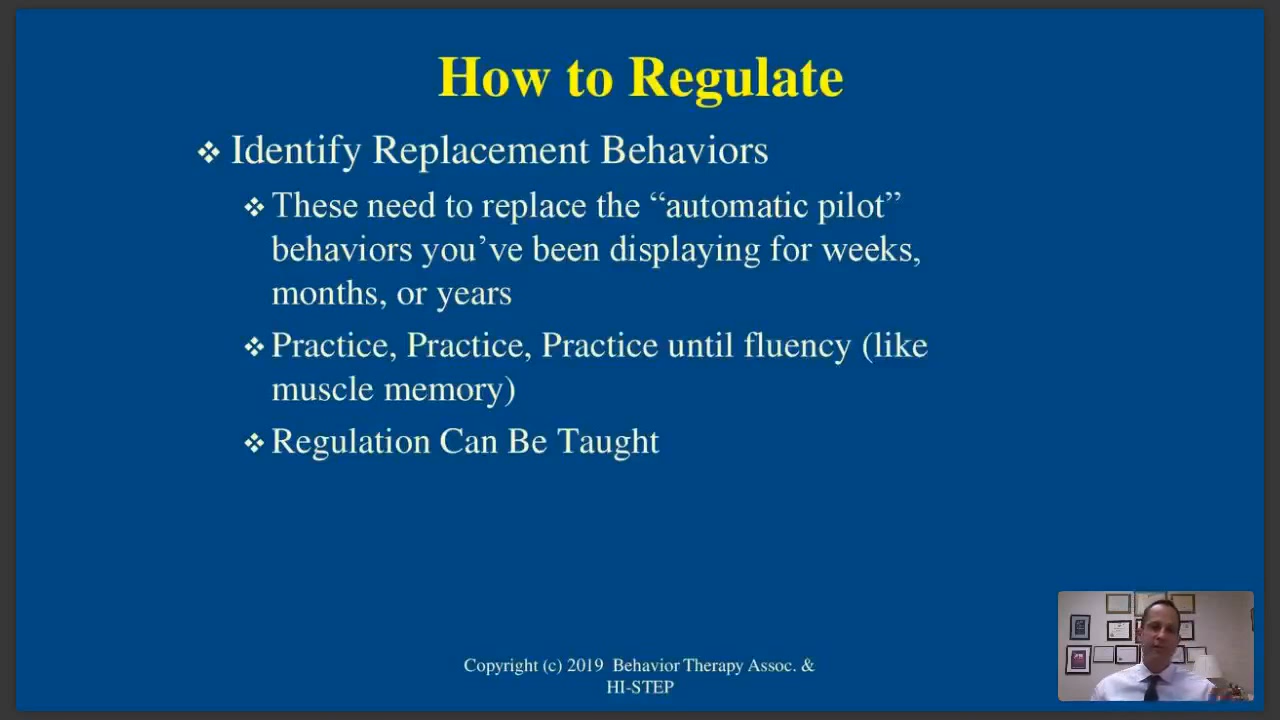 How to Regulate
❖ Identify Replacement Behaviors
❖ These need to replace the “automatic pilot”
behaviors you’ve been displaying for weeks,
months, or years
❖ Practice, Practice, Practice until fluency (like
muscle memory)
❖ Regulation Can Be Taught
Copyright (c) 2019 Behavior Therapy Assoc. &
HI-STEP